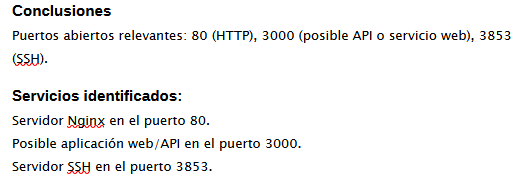 Conclusiones
Puertos abiertos relevantes: 80 (HTTP), 3000 (posible API o servicio web), 3853
(SSH).
Servicios identificados:
Servidor Nginx en el puerto 80.
Posible aplicación web/API en el puerto 3000.
Servidor SSH en el puerto 3853.